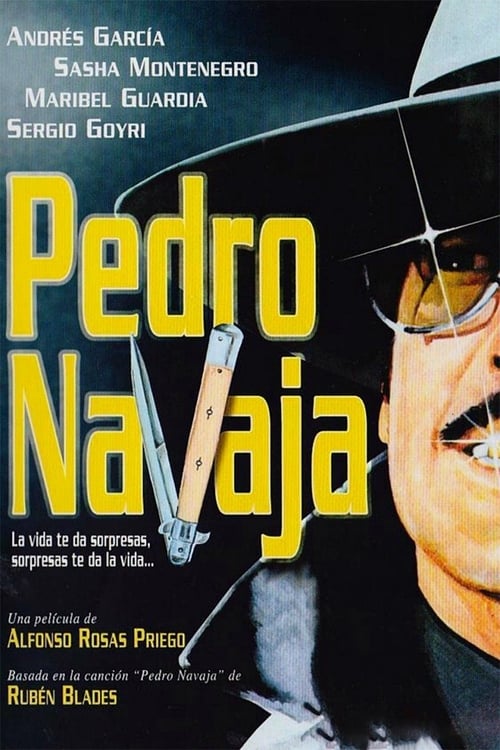 ANDRÉS GARCÍA
SASHA MONTENEGRO
MARIBEL GUARDIA
SERGIO GOYRI
Pedro
Navaja
La vida te da sorpresas,
sorpresas te da la vida...
Una película de
ALFONSO ROSAS PRIEGO
Basada en la canción "Pedro Navaja" de
RUBÉN BLADES